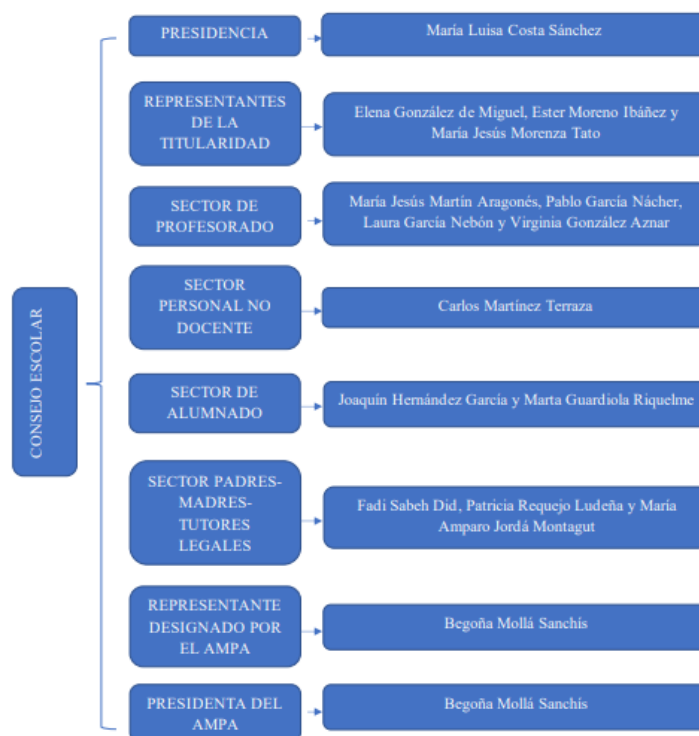 CONSEJO ESCOLAR
PRESIDENCIA
María Luisa Costa Sánchez
REPRESENTANTES
DE LA
TITULARIDAD
Elena González de Miguel, Ester Moreno Ibáñez y
María Jesús Morenza Tato
SECTOR DE
PROFESORADO
María Jesús Martín Aragonés, Pablo García Nácher,
Laura García Nebón y Virginia González Aznar
SECTOR
PERSONAL NO
DOCENTE
Carlos Martínez Terraza
SECTOR DE
ALUMNADO
Joaquín Hernández García y Marta Guardiola Riquelme
SECTOR PADRES-
MADRES-
TUTORES
LEGALES
Fadi Sabeh Did, Patricia Requejo Ludeña y María
Amparo Jordá Montagut
REPRESENTANTE
DESIGNADO POR
EL AMPA
Begoña Mollá Sanchís
PRESIDENTA DEL
AMPA
Begoña Mollá Sanchís